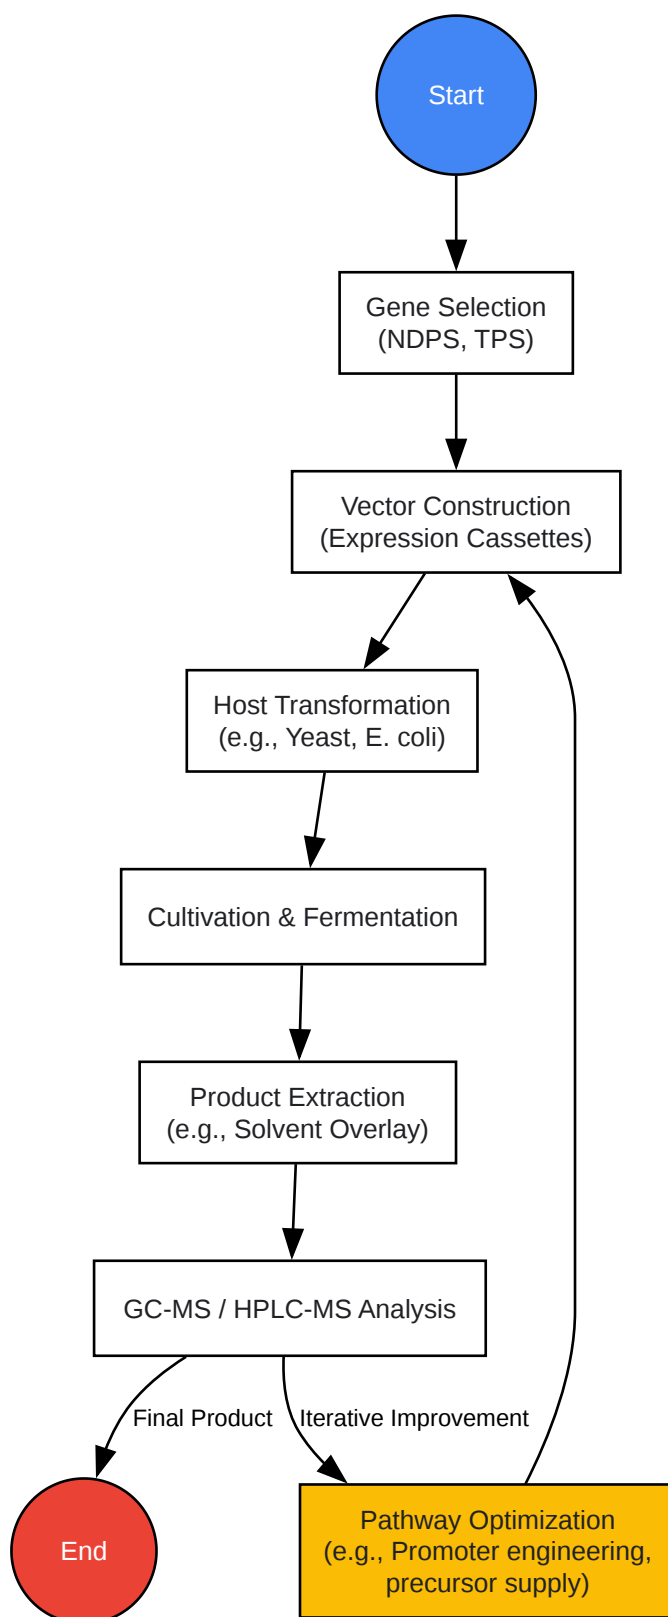 Start
Gene Selection
(NDPS, TPS)
Vector Construction
(Expression Cassettes)
Host Transformation
(e.g., Yeast, E. coli)
Cultivation & Fermentation
Product Extraction
(e.g., Solvent Overlay)
GC-MS / HPLC-MS Analysis
Final Product
Iterative Improvement
End
Pathway Optimization
(e.g., Promoter engineering,
precursor supply)